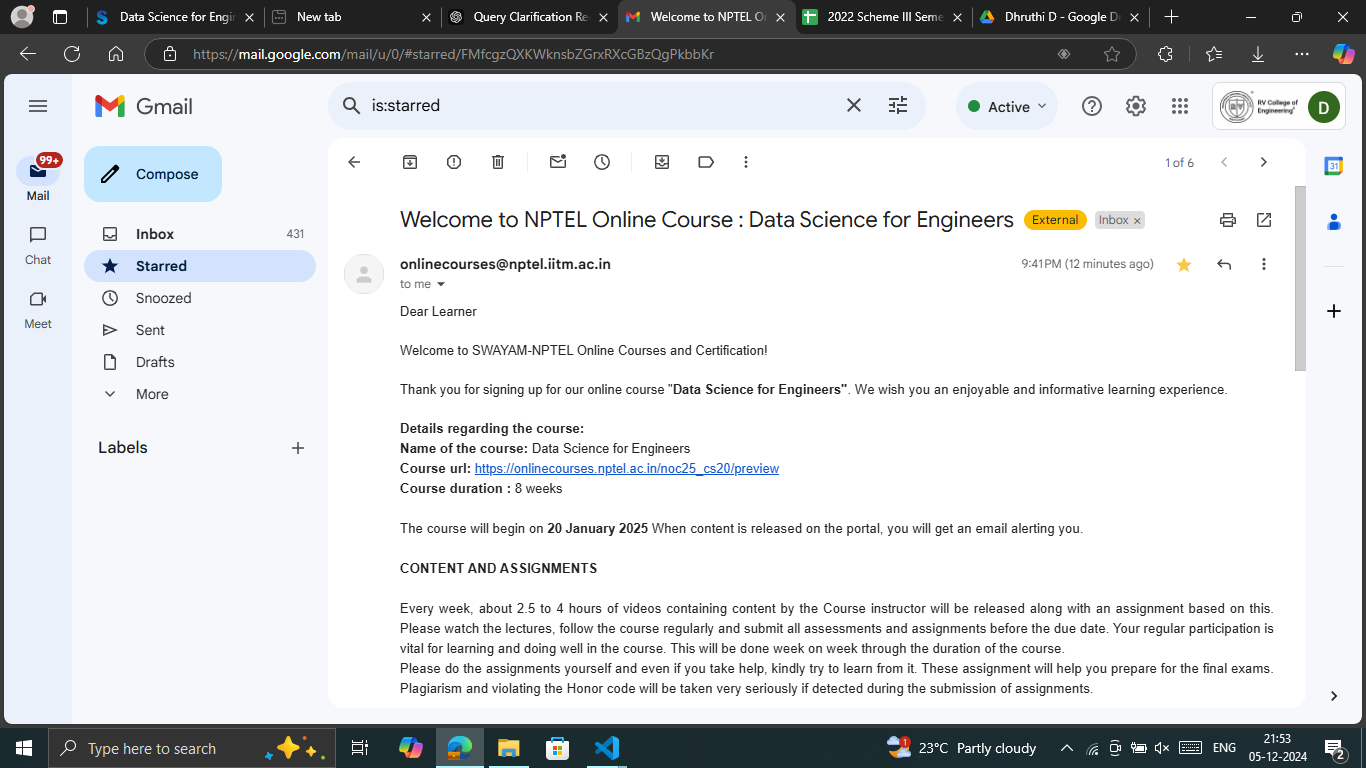 Data Science for Engin
New tab
Query Clarification Re
Welcome to NPTEL On
2022 Scheme III Seme
Dhruthi D - Google Dr
https://mail.google.com/mail/u/0/#starred/FMfcgzQXKWknsbZGrxRXcGBzQgPkbbKr
Gmail
is:starred
Active
RV College of
Engineering
D
99+
Mail
Chat
Meet
Compose
Inbox 431
Starred
Snoozed
Sent
Drafts
More
Labels
1 of 6
31
Welcome to NPTEL Online Course : Data Science for Engineers External Inbox ×
onlinecourses@nptel.iitm.ac.in 9:41 PM (12 minutes ago)
to me
Dear Learner
Welcome to SWAYAM-NPTEL Online Courses and Certification!
Thank you for signing up for our online course "Data Science for Engineers". We wish you an enjoyable and informative learning experience.
Details regarding the course:
Name of the course: Data Science for Engineers
Course url: https://onlinecourses.nptel.ac.in/noc25_cs20/preview
Course duration : 8 weeks
The course will begin on 20 January 2025 When content is released on the portal, you will get an email alerting you.
CONTENT AND ASSIGNMENTS
Every week, about 2.5 to 4 hours of videos containing content by the Course instructor will be released along with an assignment based on this.
Please watch the lectures, follow the course regularly and submit all assessments and assignments before the due date. Your regular participation is
vital for learning and doing well in the course. This will be done week on week through the duration of the course.
Please do the assignments yourself and even if you take help, kindly try to learn from it. These assignment will help you prepare for the final exams.
Plagiarism and violating the Honor code will be taken very seriously if detected during the submission of assignments.
Type here to search
1
23°C Partly cloudy
ENG
21:53
05-12-2024
2